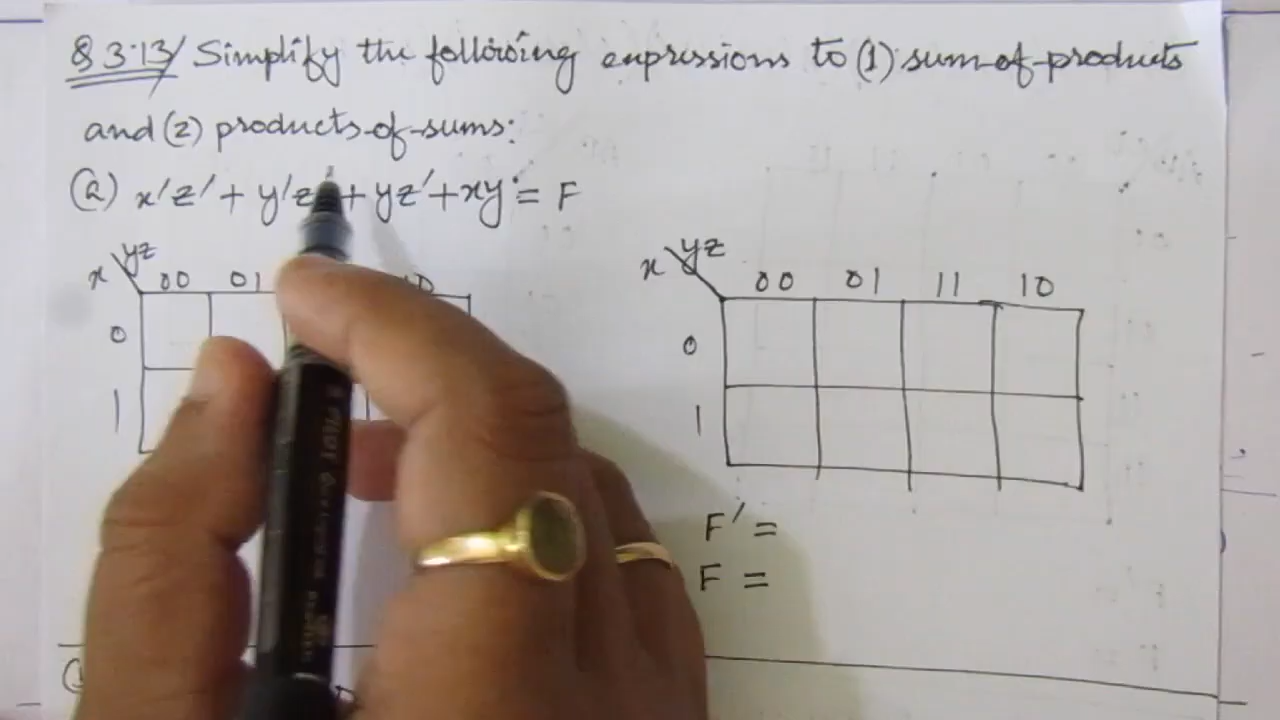 Q 3.13/ Simplify the following expressions to (1) sum-of-products
and (2) products-of-sums:
(a) x'z' + y'z' + yz' + xy = F
yz
x 00 01 10
0
1
yz
x 00 01 11 10
0
1
F' =
F =